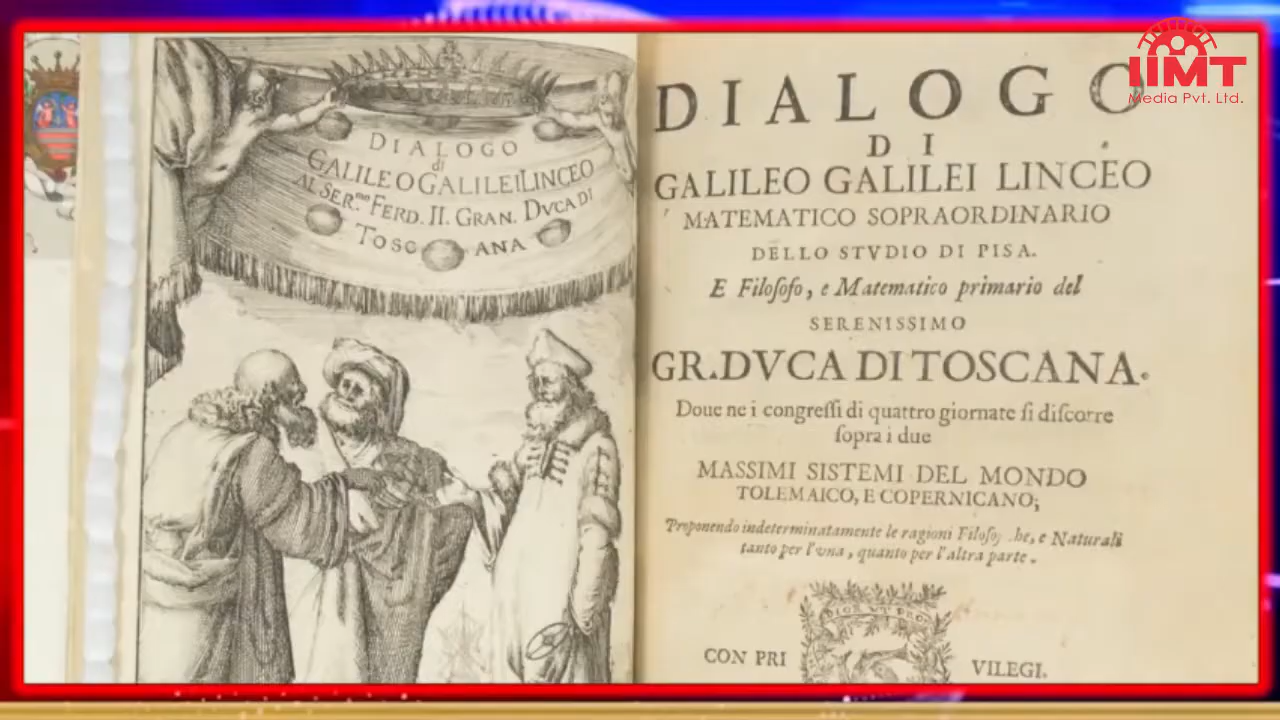 DIALOGO
di
GALILEO GALILEI LINCEO
AL SER.mo FERD. II. GRAN. DVCA DI
TOSCANA
DIALOGO
DI
GALILEO GALILEI LINCEO
MATEMATICO SOPRAORDINARIO
DELLO STVDIO DI PISA.
E Filoſofo, e Matematico primario del
SERENISSIMO
GR.DVCA DI TOSCANA.
Doue ne i congreſſi di quattro giornate ſi diſcorre
ſopra i due
MASSIMI SISTEMI DEL MONDO
TOLEMAICO, E COPERNICANO;
Proponendo indeterminatamente le ragioni Filoſofiche, e Naturali
tanto per l'vna, quanto per l'altra parte.
CON PRI VILEGI.
IIMT
Media Pvt. Ltd.